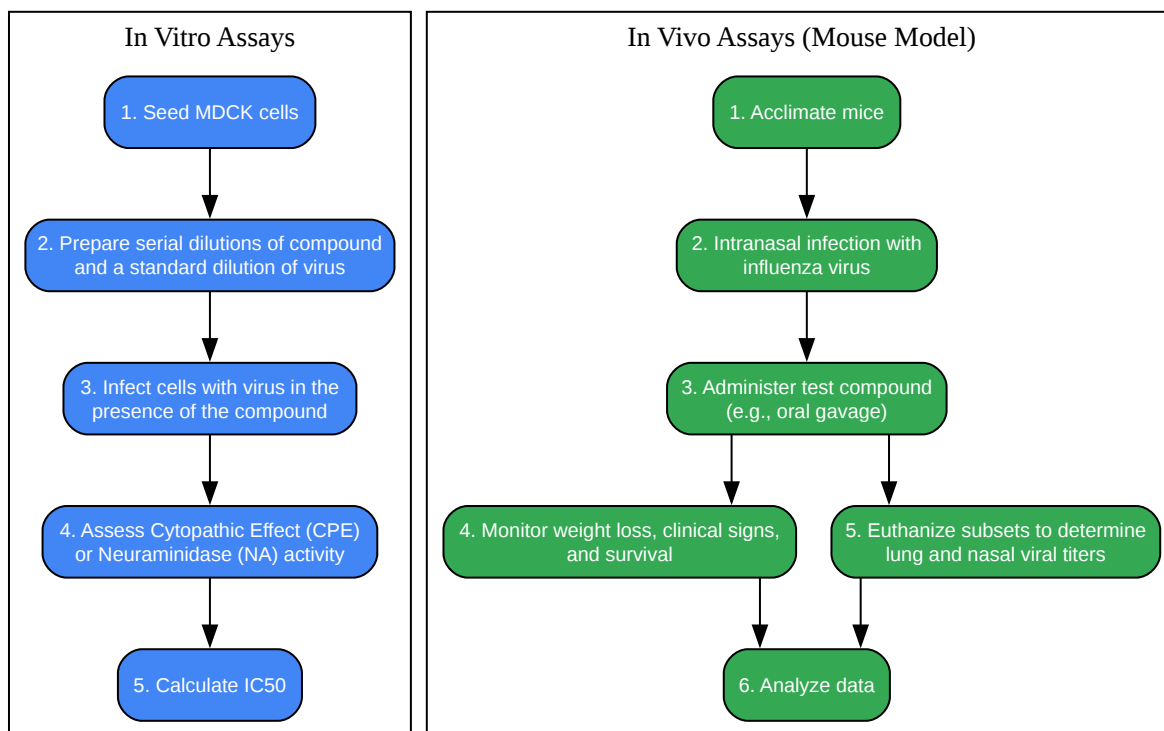 In Vitro Assays
1. Seed MDCK cells
2. Prepare serial dilutions of compound
and a standard dilution of virus
3. Infect cells with virus in the
presence of the compound
4. Assess Cytopathic Effect (CPE)
or Neuraminidase (NA) activity
5. Calculate IC50
In Vivo Assays (Mouse Model)
1. Acclimate mice
2. Intranasal infection with
influenza virus
3. Administer test compound
(e.g., oral gavage)
4. Monitor weight loss, clinical signs,
and survival
5. Euthanize subsets to determine
lung and nasal viral titers
6. Analyze data